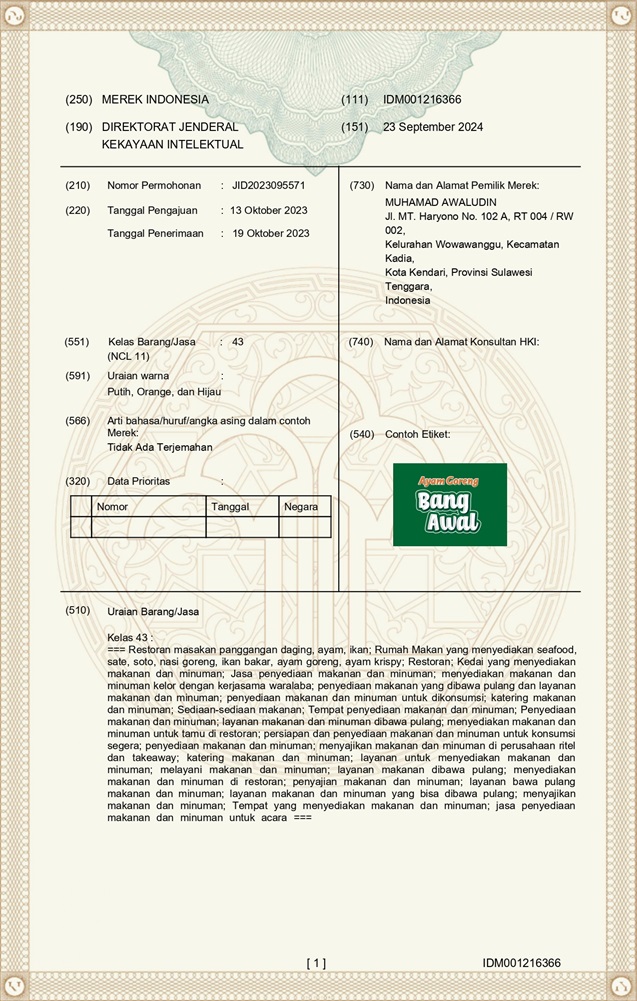 (250) MEREK INDONESIA
(190) DIREKTORAT JENDERAL
KEKAYAAN INTELEKTUAL
(111) IDM001216366
(151) 23 September 2024
(210) Nomor Permohonan : JID2023095571
(220) Tanggal Pengajuan : 13 Oktober 2023
Tanggal Penerimaan : 19 Oktober 2023
(730) Nama dan Alamat Pemilik Merek:
MUHAMAD AWALUDIN
Jl. MT. Haryono No. 102 A, RT 004 / RW
002,
Kelurahan Wowawanggu, Kecamatan
Kadia,
Kota Kendari, Provinsi Sulawesi
Tenggara,
Indonesia
(551) Kelas Barang/Jasa : 43
(NCL 11)
(591) Uraian warna :
Putih, Orange, dan Hijau
(566) Arti bahasa/huruf/angka asing dalam contoh
Merek:
Tidak Ada Terjemahan
(320) Data Prioritas :
Nomor Tanggal Negara
(740) Nama dan Alamat Konsultan HKI:
(540) Contoh Etiket:
Ayam Goreng
Bang
Awal
(510) Uraian Barang/Jasa
Kelas 43 :
=== Restoran masakan panggangan daging, ayam, ikan; Rumah Makan yang menyediakan seafood,
sate, soto, nasi goreng, ikan bakar, ayam goreng, ayam krispy; Restoran; Kedai yang menyediakan
makanan dan minuman; Jasa penyediaan makanan dan minuman; menyediakan makanan dan
minuman kelor dengan kerjasama waralaba; penyediaan makanan yang dibawa pulang dan layanan
makanan dan minuman; penyediaan makanan dan minuman untuk dikonsumsi; katering makanan
dan minuman; Sediaan-sediaan makanan; Tempat penyediaan makanan dan minuman; Penyediaan
makanan dan minuman; layanan makanan dan minuman dibawa pulang; menyediakan makanan dan
minuman untuk tamu di restoran; persiapan dan penyediaan makanan dan minuman untuk konsumsi
segera; penyediaan makanan dan minuman; menyajikan makanan dan minuman di perusahaan ritel
dan takeaway; katering makanan dan minuman; layanan untuk menyediakan makanan dan
minuman; melayani makanan dan minuman; layanan makanan dibawa pulang; menyediakan
makanan dan minuman di restoran; penyajian makanan dan minuman; layanan bawa pulang
makanan dan minuman; layanan makanan dan minuman yang bisa dibawa pulang; menyajikan
makanan dan minuman; Tempat yang menyediakan makanan dan minuman; jasa penyediaan
makanan dan minuman untuk acara ===
[ 1 ]
IDM001216366